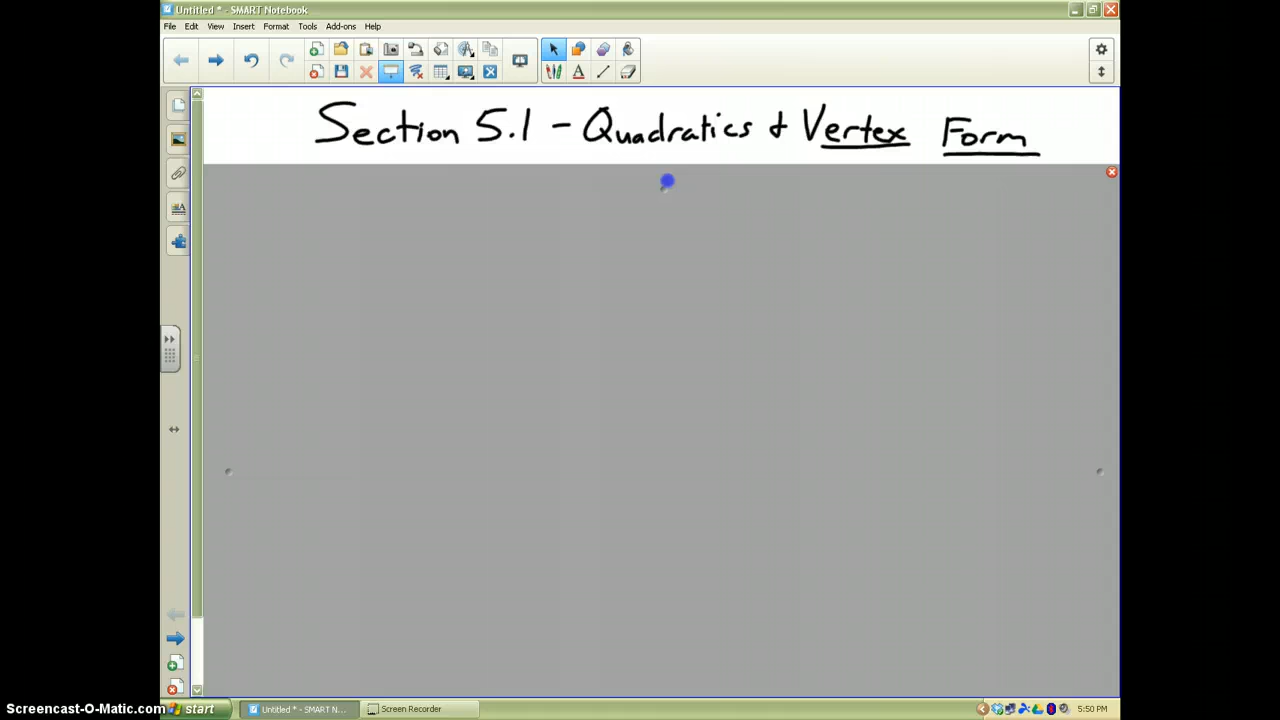 Untitled * - SMART Notebook
File Edit View Insert Format Tools Add-ons Help
Section 5.1 - Quadratics & Vertex Form
Screencast-O-Matic.com
start
Untitled * - SMART N...
Screen Recorder
5:50 PM